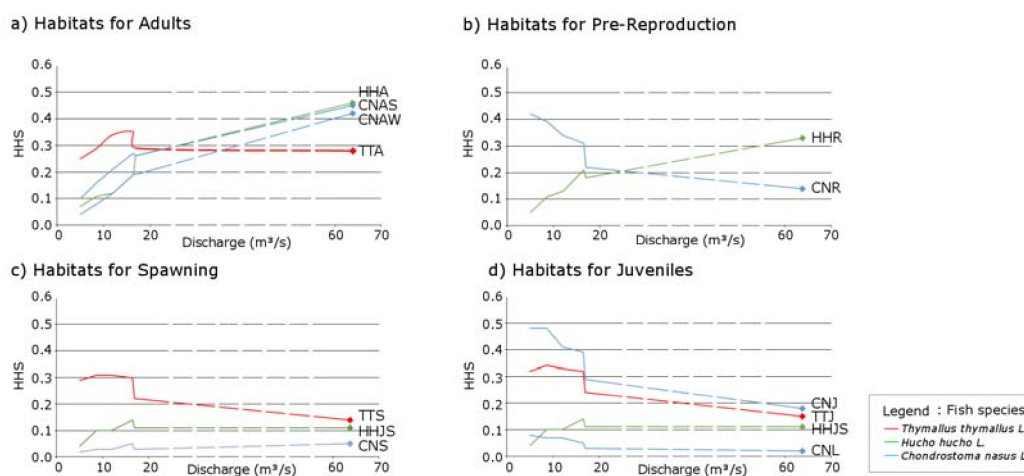 a) Habitats for Adults
0.6
0.5
0.4
0.3
0.2
0.1
0.0
HHS
HHA
CNAS
CNAW
TTA
0 10 20 60 70
Discharge (m³/s)
b) Habitats for Pre-Reproduction
0.6
0.5
0.4
0.3
0.2
0.1
0.0
HHS
HHR
CNR
0 10 20 60 70
Discharge (m³/s)
c) Habitats for Spawning
0.6
0.5
0.4
0.3
0.2
0.1
0.0
HHS
TTS
HHJS
CNS
0 10 20 60 70
Discharge (m³/s)
d) Habitats for Juveniles
0.6
0.5
0.4
0.3
0.2
0.1
0.0
HHS
CNJ
TTJ
HHJS
CNL
0 10 20 60 70
Discharge (m³/s)
Legend : Fish species
Thymallus thymallus L.
Hucho hucho L.
Chondrostoma nasus L